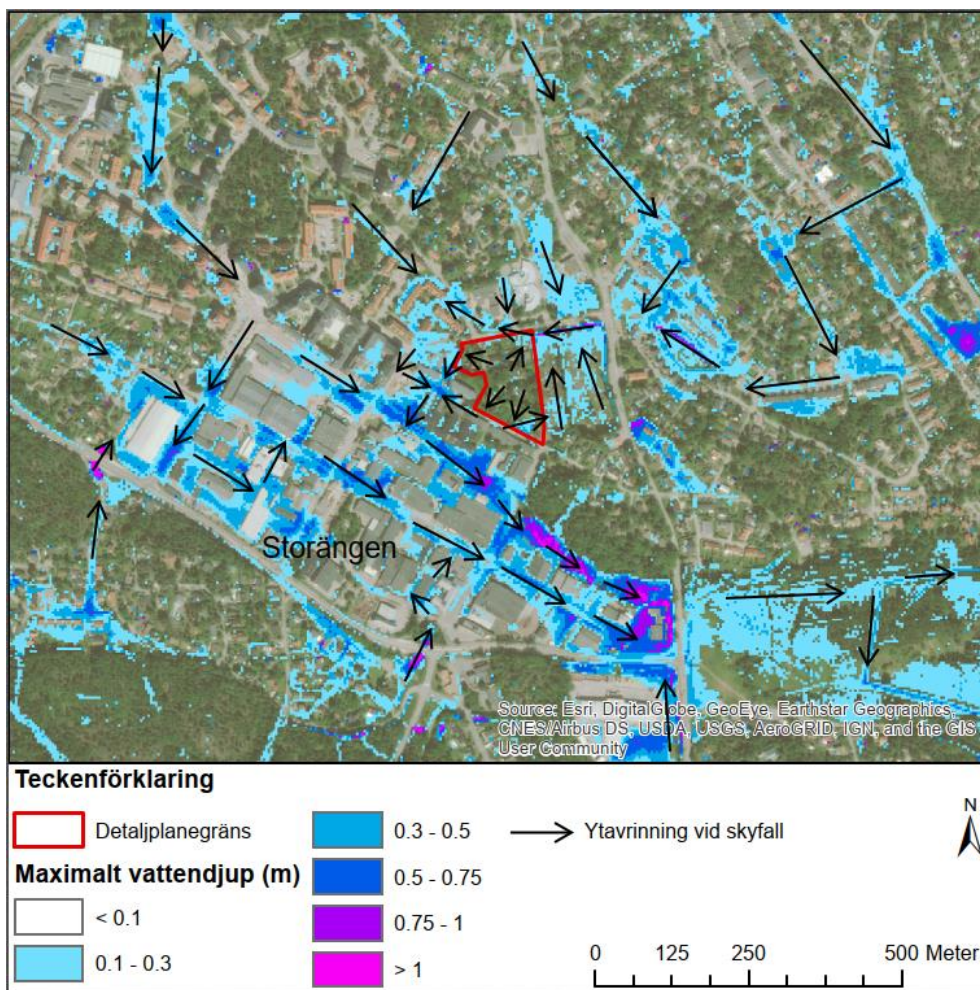 Storängen
Source: Esri, DigitalGlobe, GeoEye, Earthstar Geographics,
CNES/Airbus DS, USDA, USGS, AeroGRID, IGN, and the GIS
User Community
Teckenförklaring
Detaljplanegräns
Maximalt vattendjup (m)
< 0.1
0.1 - 0.3
0.3 - 0.5
0.5 - 0.75
0.75 - 1
> 1
Ytavrinning vid skyfall
N
0 125 250 500 Meter